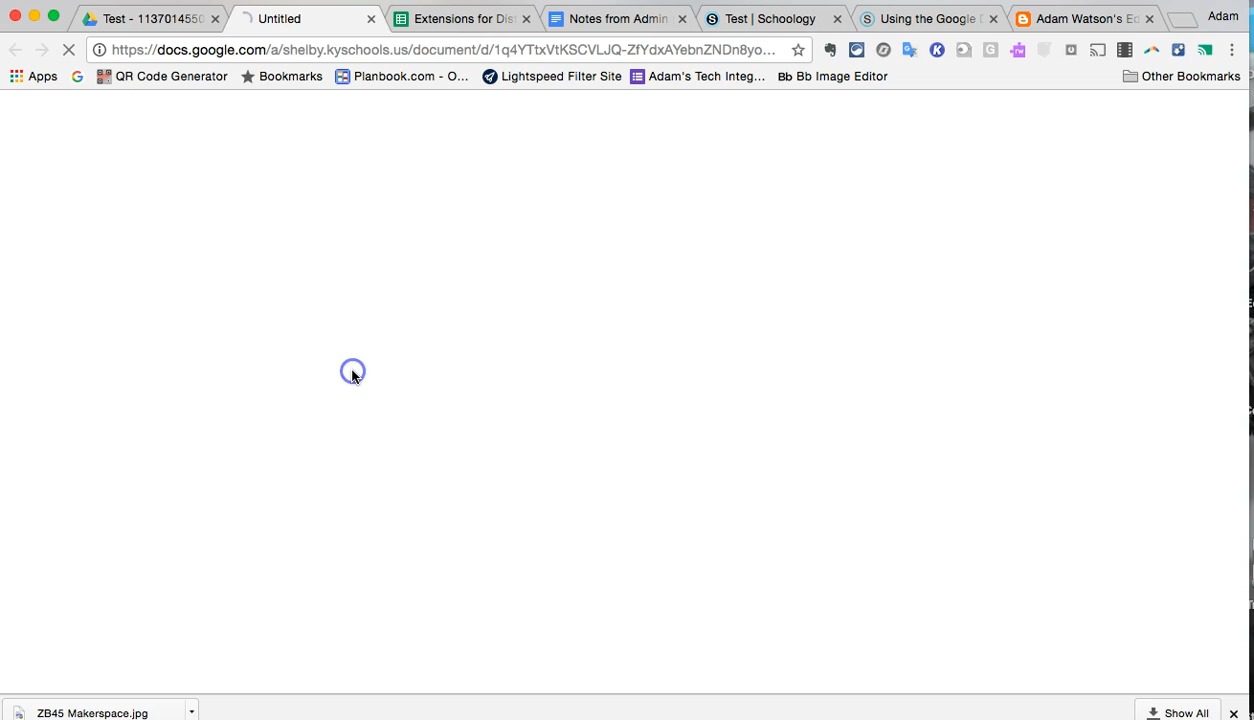 Test - 1137014550
Untitled
Extensions for Dis
Notes from Admin
Test | Schoology
Using the Google
Adam Watson's Ed
Adam
https://docs.google.com/a/shelby.kyschools.us/document/d/1q4YTtxVtKSCVLJQ-ZfYdxAYebnZNDn8yo...
Apps
QR Code Generator
Bookmarks
Planbook.com - O...
Lightspeed Filter Site
Adam's Tech Integ...
Bb Bb Image Editor
Other Bookmarks
ZB45 Makerspace.jpg
Show All